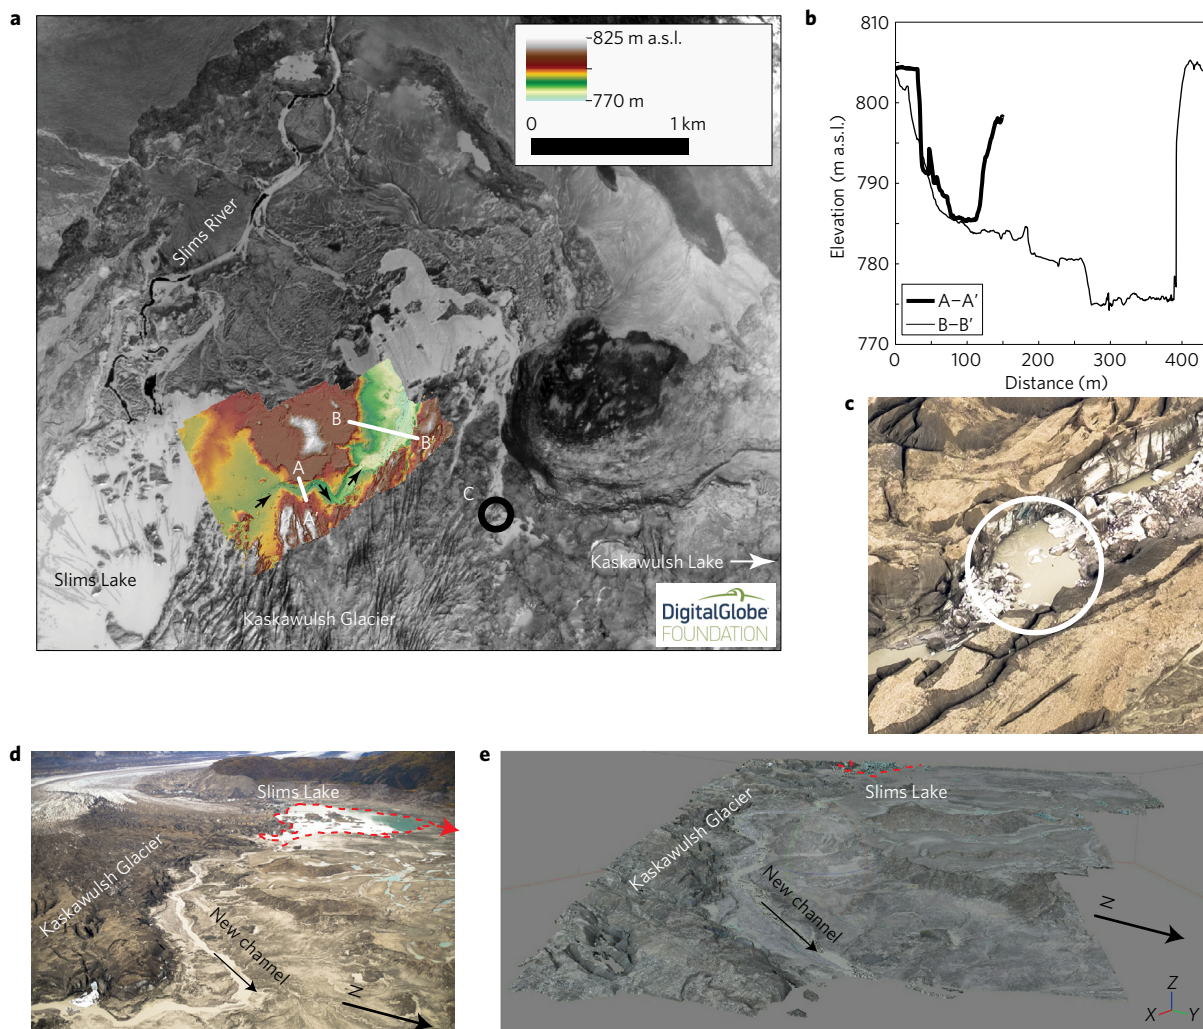 a
825 m a.s.l.
770 m
0 1 km
Slims River
B
B'
A
A'
C
Kaskawulsh Lake
Slims Lake
Kaskawulsh Glacier
DigitalGlobe
FOUNDATION
b
810
800
790
780
770
Elevation (m a.s.l.)
A–A'
B–B'
0 100 200 300 400
Distance (m)
c
d
Slims Lake
Kaskawulsh Glacier
New channel
N
e
Slims Lake
Kaskawulsh Glacier
New channel
N
Z
X Y